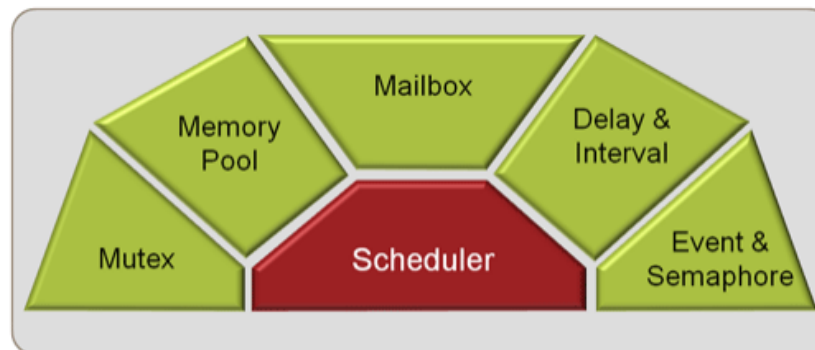 Mailbox
Memory
Pool
Delay &
Interval
Mutex
Scheduler
Event &
Semaphore